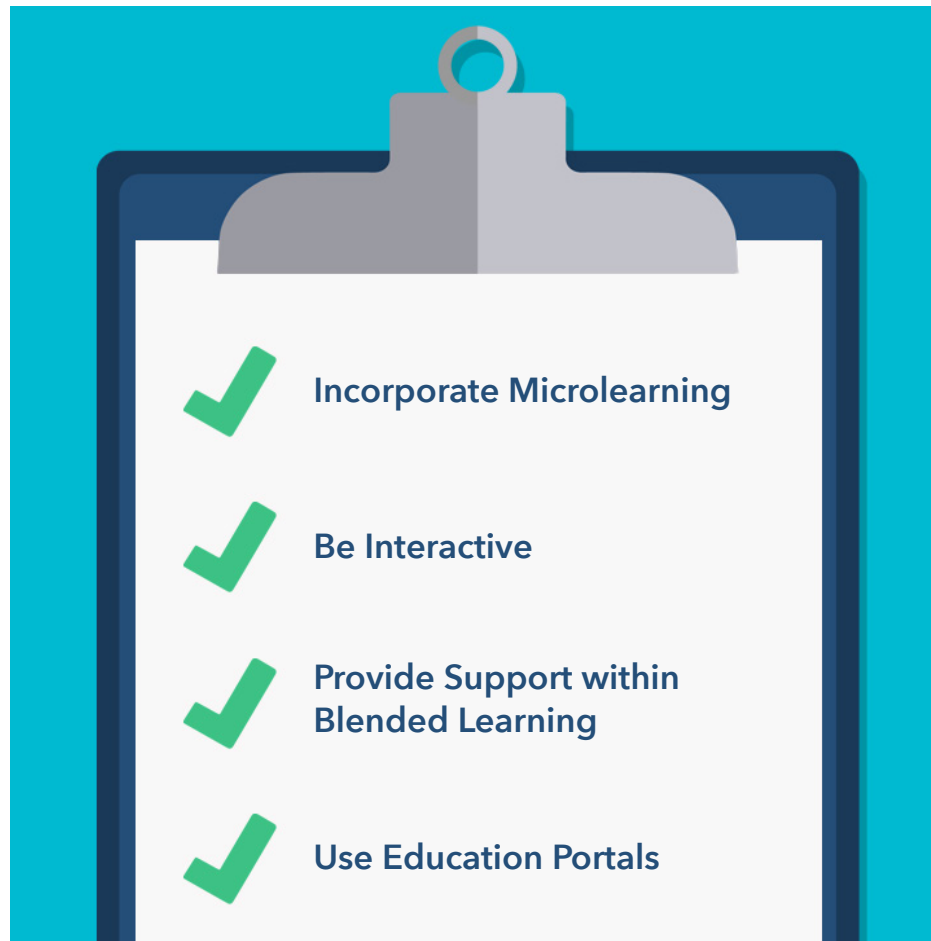 Incorporate Microlearning
Be Interactive
Provide Support within
Blended Learning
Use Education Portals